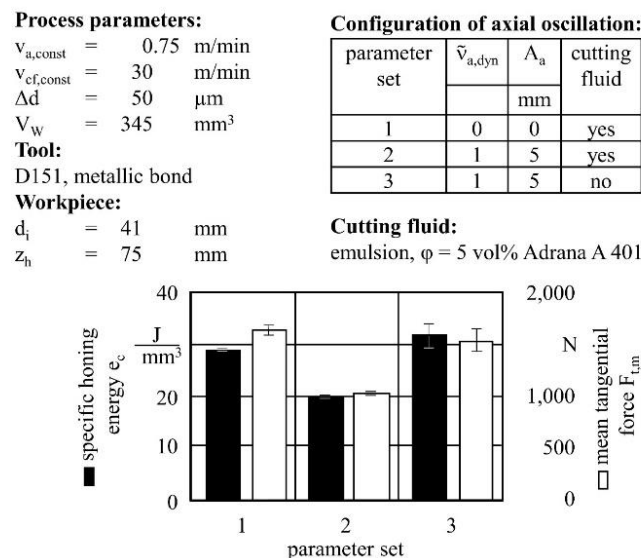 Process parameters:
v_a,const = 0.75 m/min
v_cf,const = 30 m/min
Δd = 50 μm
V_W = 345 mm³
Tool:
D151, metallic bond
Workpiece:
d_i = 41 mm
z_h = 75 mm
Configuration of axial oscillation:
parameter set ṽ_a,dyn A_a cutting fluid
mm
1 0 0 yes
2 1 5 yes
3 1 5 no
Cutting fluid:
emulsion, φ = 5 vol% Adrana A 401
specific honing
energy e_c
40
J
mm³
20
10
0
2,000
N
1,000
500
0
mean tangential
force F_t,m
1 2 3
parameter set